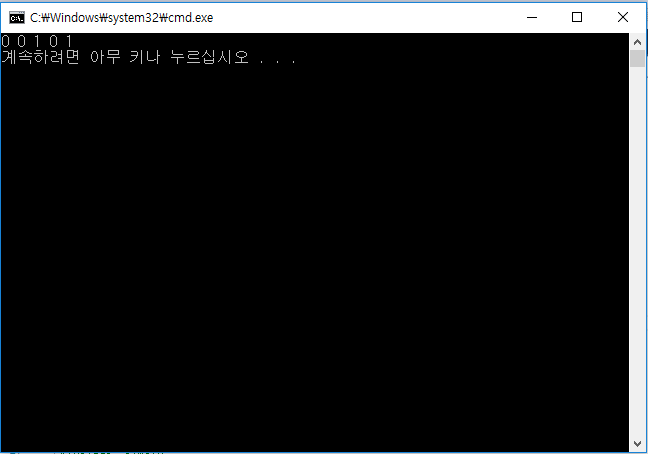 C:\Windows\system32\cmd.exe
0 0 1 0 1
계속하려면 아무 키나 누르십시오 . . .